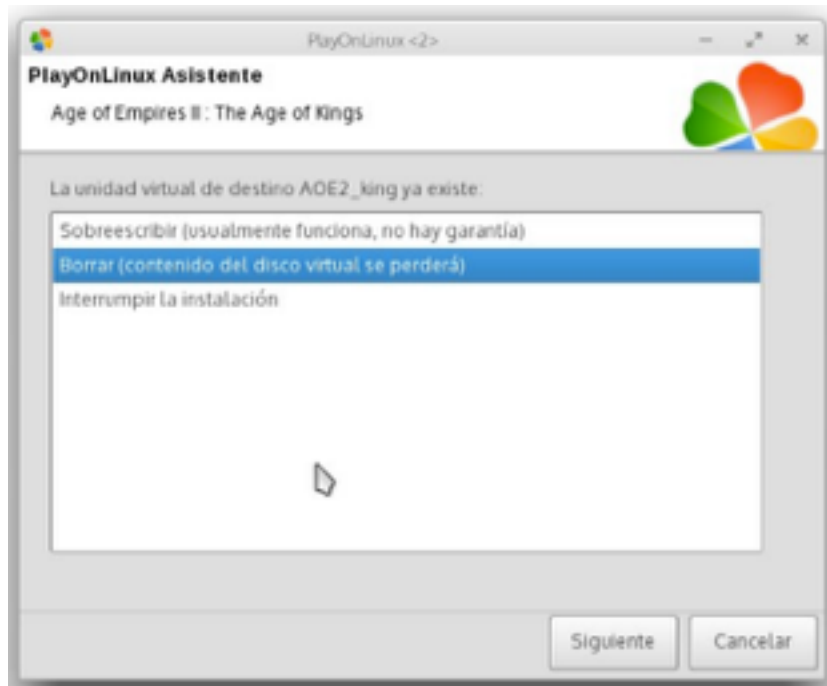 PlayOnLinux <2>
PlayOnLinux Asistente
Age of Empires II : The Age of Kings
La unidad virtual de destino AOE2_king ya existe:
Sobreescribir (usualmente funciona, no hay garantía)
Borrar (contenido del disco virtual se perderá)
Interrumpir la instalación
Siguiente
Cancelar